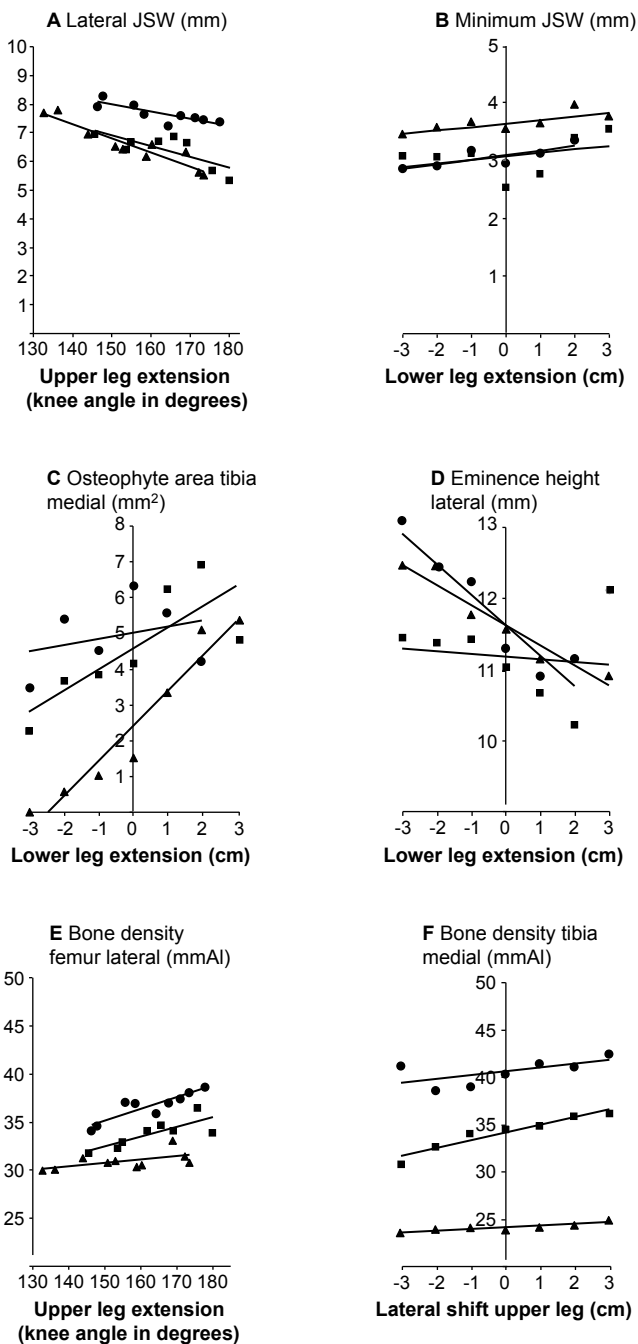 A Lateral JSW (mm)
10
9
8
7
6
5
4
3
2
1
130 140 150 160 170 180
Upper leg extension
(knee angle in degrees)
B Minimum JSW (mm)
5
4
3
2
1
-3 -2 -1 0 1 2 3
Lower leg extension (cm)
C Osteophyte area tibia
medial (mm²)
8
7
6
5
4
3
2
1
-3 -2 -1 0 1 2 3
Lower leg extension (cm)
D Eminence height
lateral (mm)
13
12
11
10
-3 -2 -1 0 1 2 3
Lower leg extension (cm)
E Bone density
femur lateral (mmAl)
50
45
40
35
30
25
130 140 150 160 170 180
Upper leg extension
(knee angle in degrees)
F Bone density tibia
medial (mmAl)
50
45
40
35
30
25
-3 -2 -1 0 1 2 3
Lateral shift upper leg (cm)